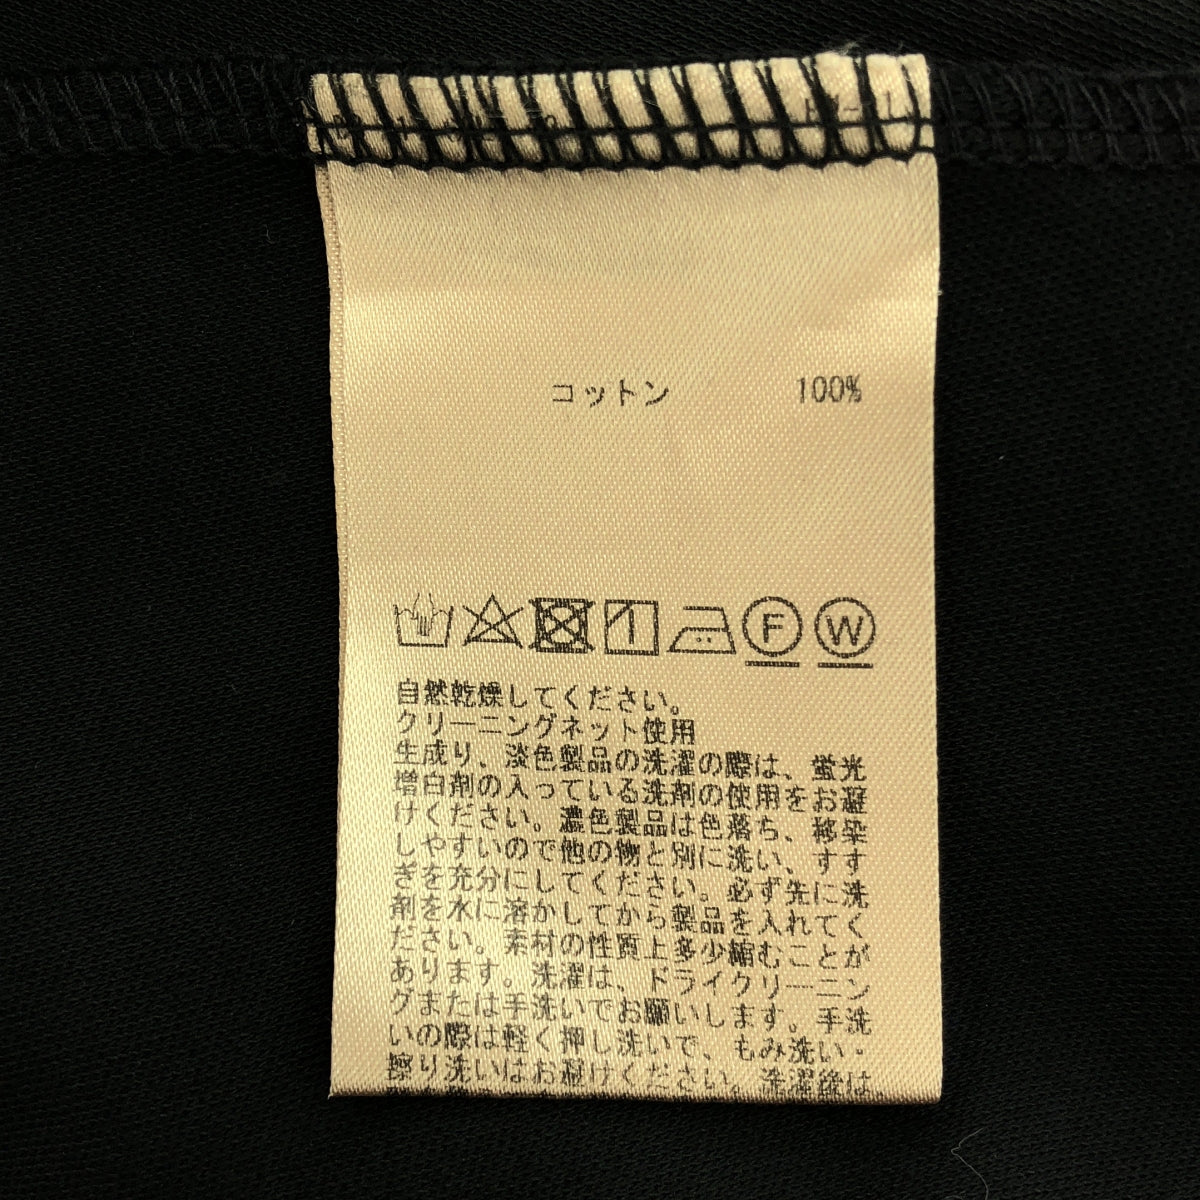 コットン 100%
F W
自然乾燥してください。
クリーニングネット使用
生成り、淡色製品の洗濯の際は、蛍光
増白剤の入っている洗剤の使用をお避
けください。濃色製品は色落ち、移染
しやすいので他の物と別に洗い、すす
ぎを充分にしてください。必ず先に洗
剤を水に溶かしてから製品を入れてく
ださい。素材の性質上多少縮むことが
あります。洗濯は、ドライクリーニン
グまたは手洗いでお願いします。手洗
いの際は軽く押し洗いで、もみ洗い・
擦り洗いはお避けください。洗濯後は